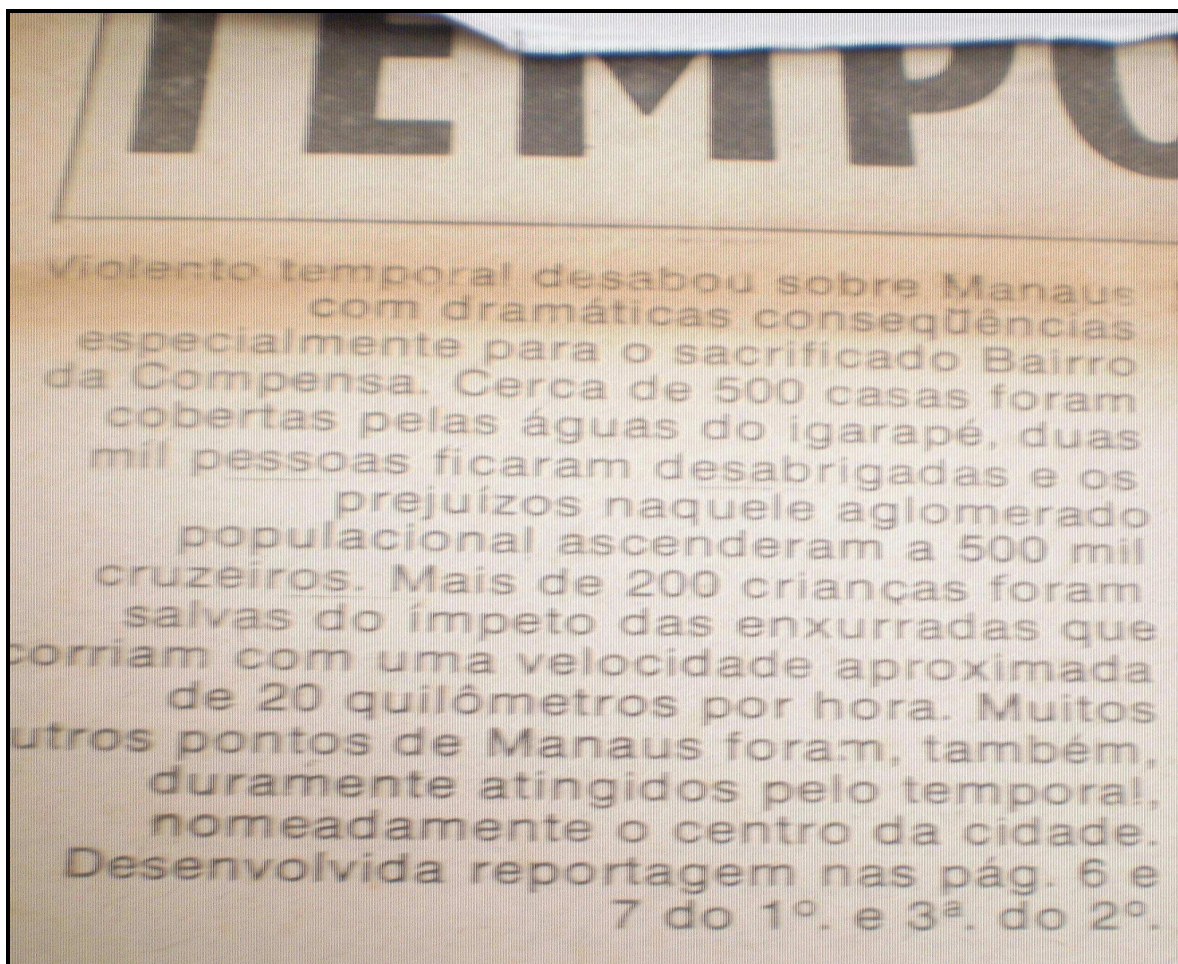 TEMPO
Violento temporal desabou sobre Manaus
com dramáticas conseqüências
especialmente para o sacrificado Bairro
da Compensa. Cerca de 500 casas foram
cobertas pelas águas do igarapé, duas
mil pessoas ficaram desabrigadas e os
prejuízos naquele aglomerado
populacional ascenderam a 500 mil
cruzeiros. Mais de 200 crianças foram
salvas do ímpeto das enxurradas que
corriam com uma velocidade aproximada
de 20 quilômetros por hora. Muitos
utros pontos de Manaus foram, também,
duramente atingidos pelo temporal,
nomeadamente o centro da cidade.
Desenvolvida reportagem nas pág. 6 e
7 do 1º. e 3ª. do 2º.